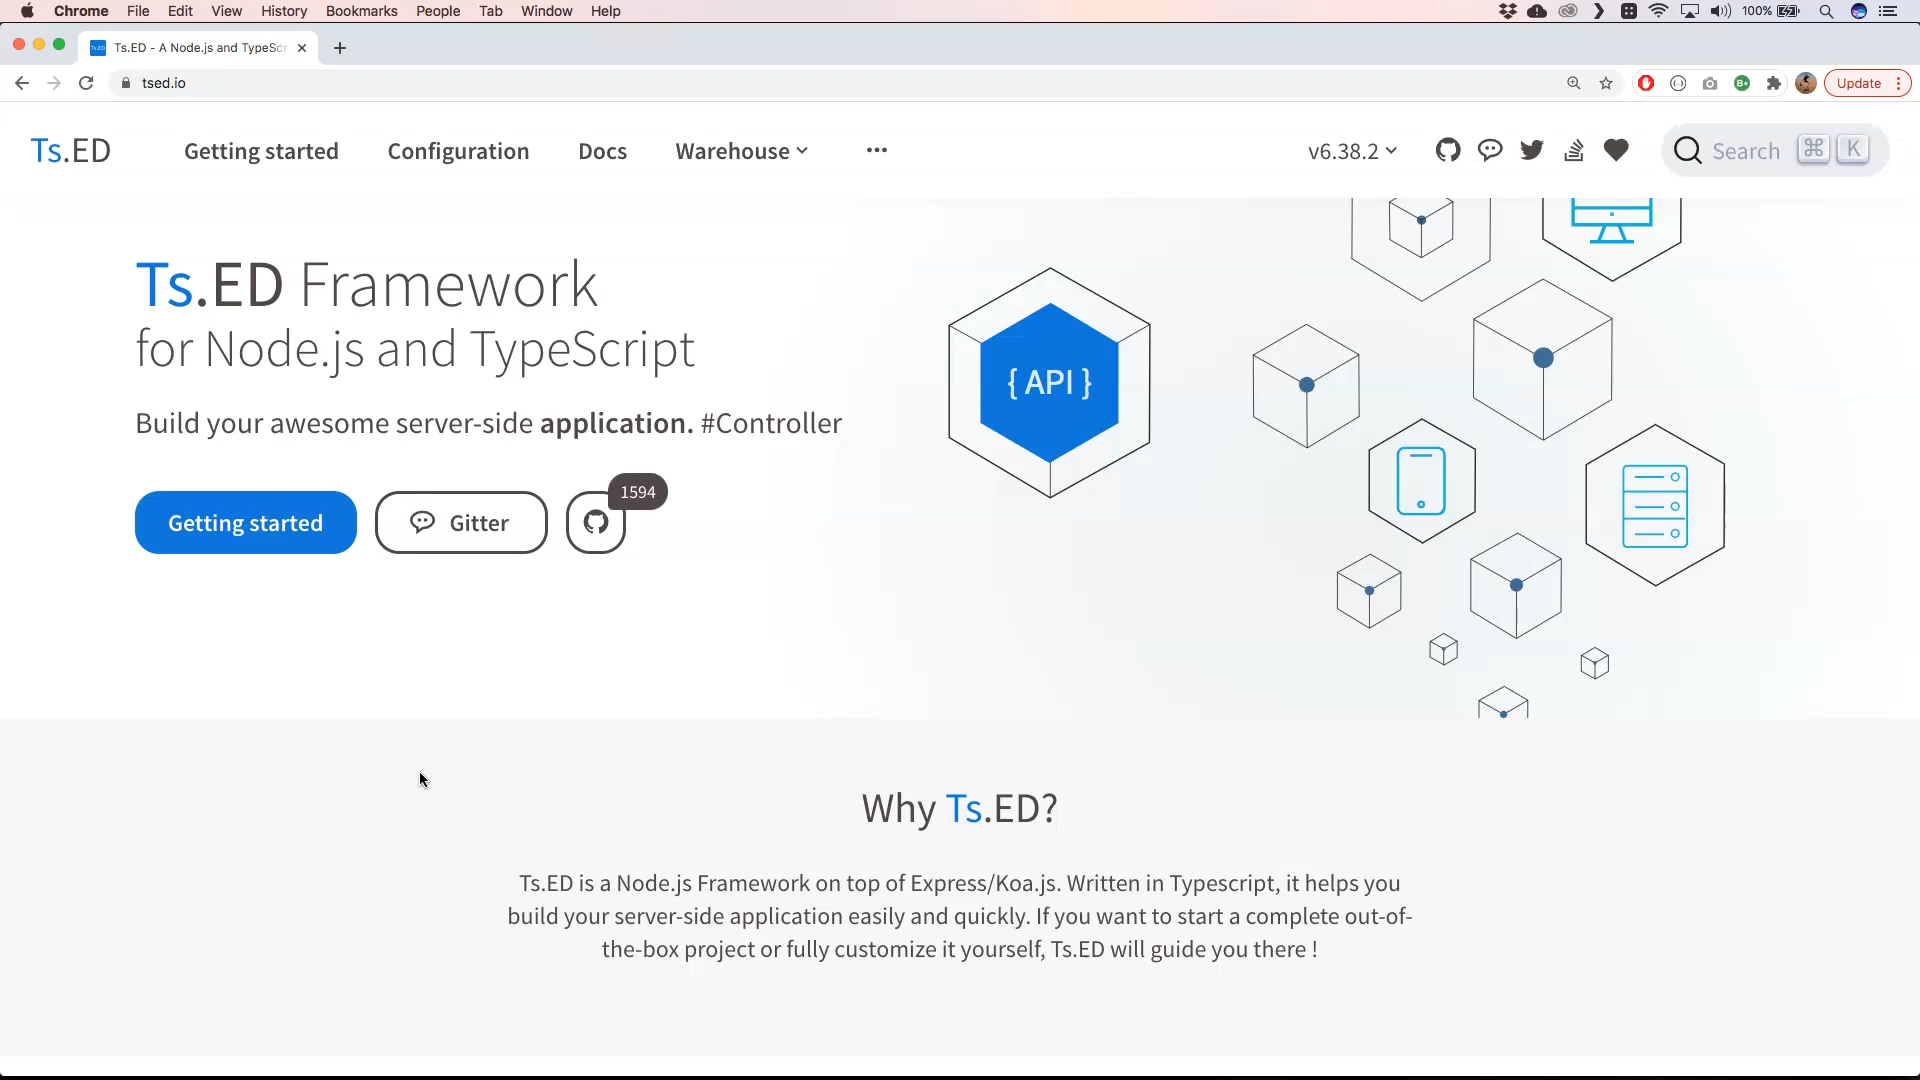 Chrome File Edit View History Bookmarks People Tab Window Help 100%
Ts.ED - A Node.js and TypeScr
tsed.io Update
Ts.ED Getting started Configuration Docs Warehouse ••• v6.38.2 Search ⌘ K
Ts.ED Framework
for Node.js and TypeScript
Build your awesome server-side application. #Controller
Getting started Gitter 1594
{ API }
Why Ts.ED?
Ts.ED is a Node.js Framework on top of Express/Koa.js. Written in Typescript, it helps you
build your server-side application easily and quickly. If you want to start a complete out-of-
the-box project or fully customize it yourself, Ts.ED will guide you there !